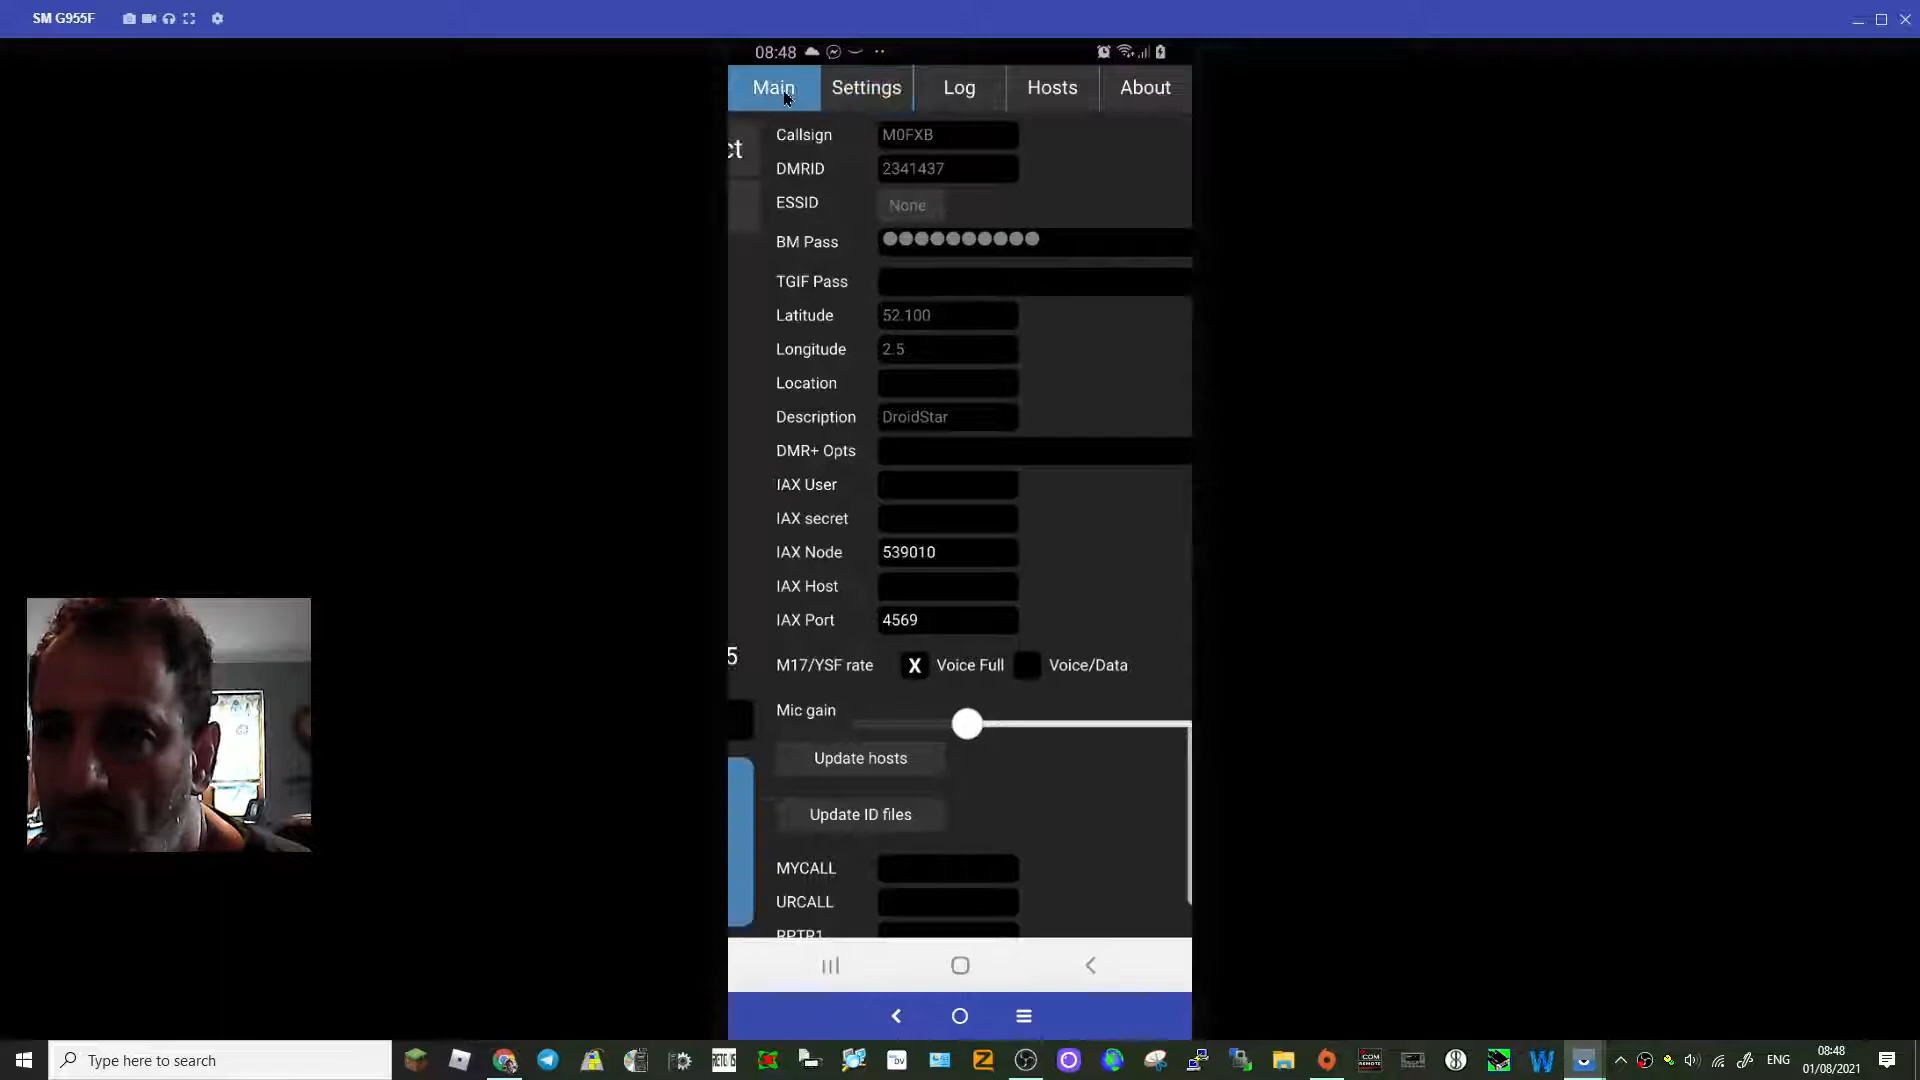 SM G955F
08:48
Main Settings Log Hosts About
ct
Callsign M0FXB
DMRID 2341437
ESSID None
BM Pass
TGIF Pass
Latitude 52.100
Longitude 2.5
Location
Description DroidStar
DMR+ Opts
IAX User
IAX secret
IAX Node 539010
IAX Host
IAX Port 4569
5
M17/YSF rate X Voice Full Voice/Data
Mic gain
Update hosts
Update ID files
MYCALL
URCALL
RPTR1
Type here to search
ENG
08:48
01/08/2021